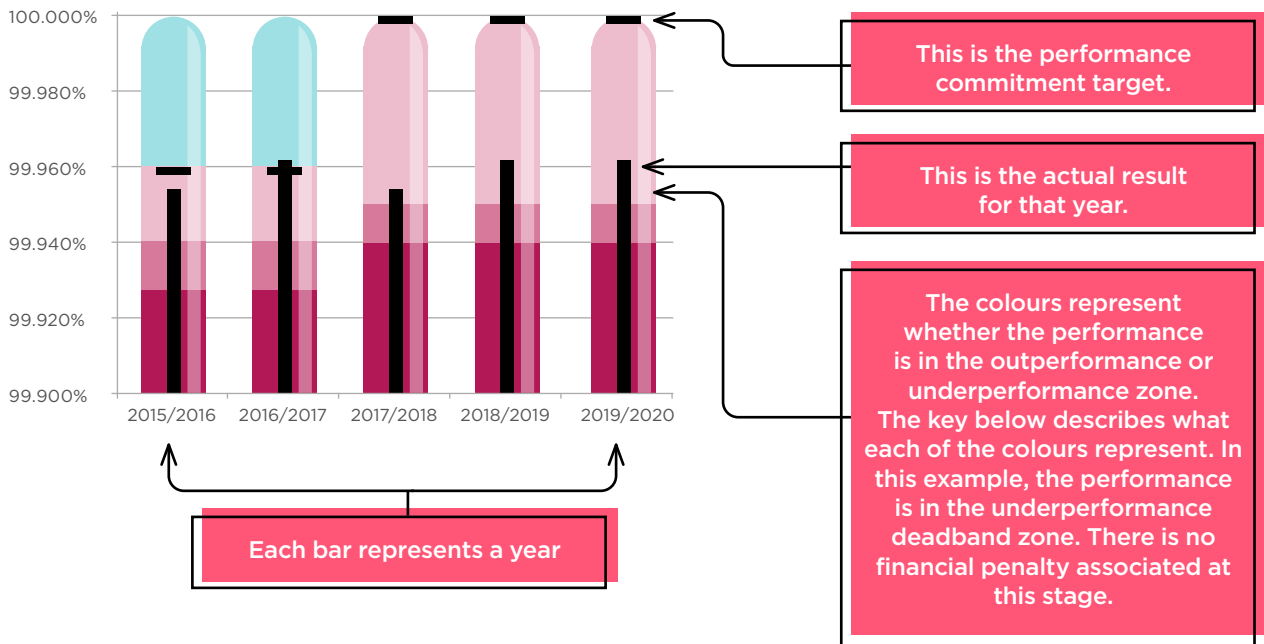 100.000%
99.980%
99.960%
99.940%
99.920%
99.900%
2015/2016
2016/2017
2017/2018
2018/2019
2019/2020
This is the performance
commitment target.
This is the actual result
for that year.
The colours represent
whether the performance
is in the outperformance or
underperformance zone.
The key below describes what
each of the colours represent. In
this example, the performance
is in the underperformance
deadband zone. There is no
financial penalty associated at
this stage.
Each bar represents a year